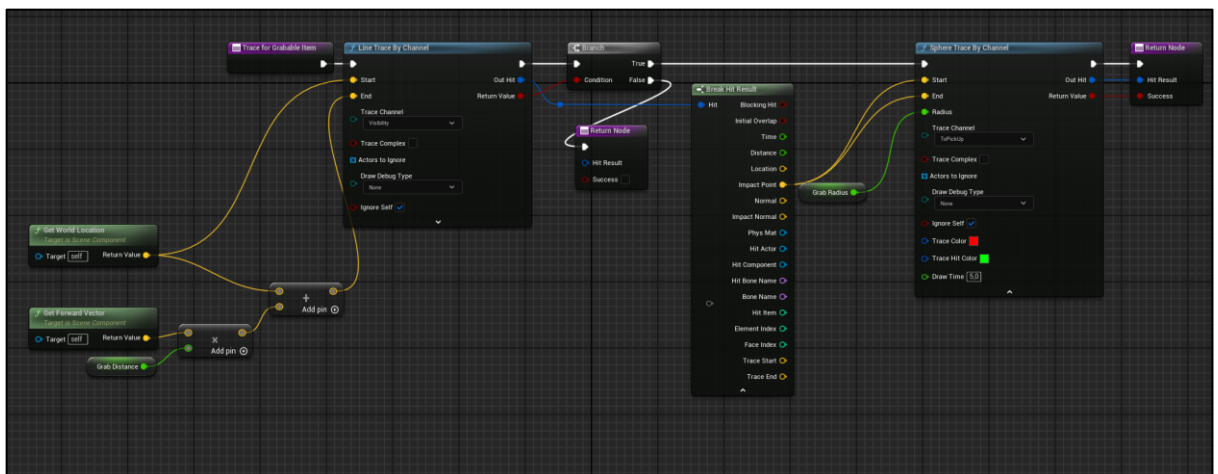 Trace for Grabable Item
Line Trace By Channel
Start
End
Trace Channel
Visibility
Trace Complex
Actors to Ignore
Draw Debug Type
None
Ignore Self
Out Hit
Return Value
Branch
Condition
True
False
Return Node
Hit Result
Success
Break Hit Result
Hit
Blocking Hit
Initial Overlap
Time
Distance
Location
Impact Point
Normal
Impact Normal
Phys Mat
Hit Actor
Hit Component
Hit Bone Name
Bone Name
Hit Item
Element Index
Face Index
Trace Start
Trace End
Grab Radius
Sphere Trace By Channel
Start
End
Radius
Trace Channel
ToPickUp
Trace Complex
Actors to Ignore
Draw Debug Type
None
Ignore Self
Trace Color
Trace Hit Color
Draw Time 5,0
Out Hit
Return Value
Return Node
Hit Result
Success
Get World Location
Target is Scene Component
Target self Return Value
+
Add pin
Get Forward Vector
Target is Scene Component
Target self Return Value
x
Add pin
Grab Distance